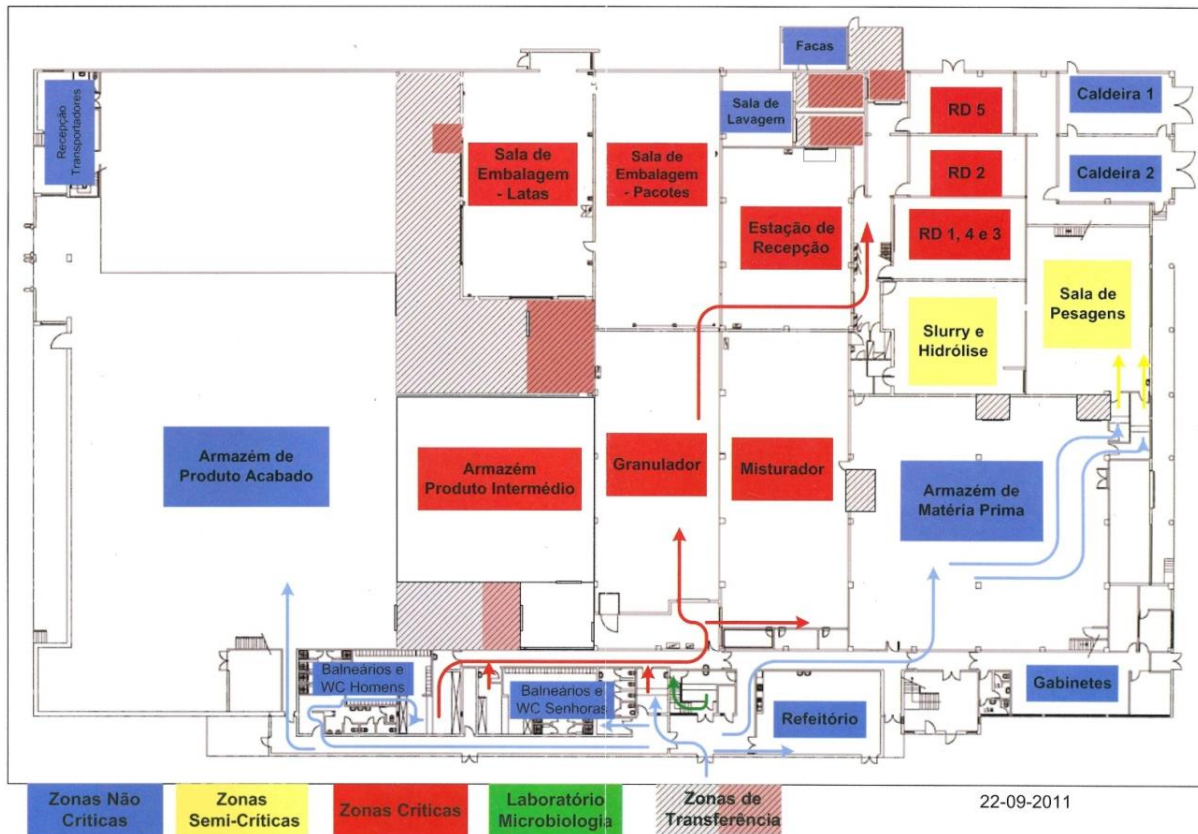 Facas
Recepção
Transportadores
Sala de
Lavagem
RD 5
Caldeira 1
Sala de
Embalagem
- Latas
Sala de
Embalagem
- Pacotes
RD 2
Caldeira 2
Estação de
Recepção
RD 1, 4 e 3
Slurry e
Hidrólise
Sala de
Pesagens
Armazém de
Produto Acabado
Armazém
Produto Intermédio
Granulador
Misturador
Armazém de
Matéria Prima
Balneários e
WC Homens
Balneários e
WC Senhoras
Refeitório
Gabinetes
Zonas Não
Críticas
Zonas
Semi-Críticas
Zonas Críticas
Laboratório
Microbiologia
Zonas de
Transferência
22-09-2011